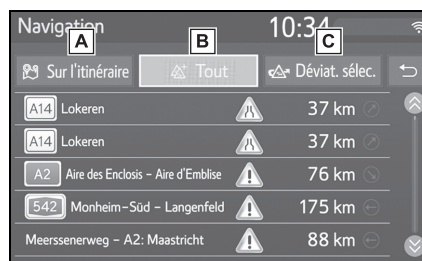 Navigation 10:34
A B C
Sur l'itinéraire Tout Déviat. sélec.
A14 Lokeren 37 km
A14 Lokeren 37 km
A2 Aire des Enclosis - Aire d'Emblise 76 km
542 Monheim-Süd - Langenfeld 175 km
Meerssenerweg - A2: Maastricht 88 km